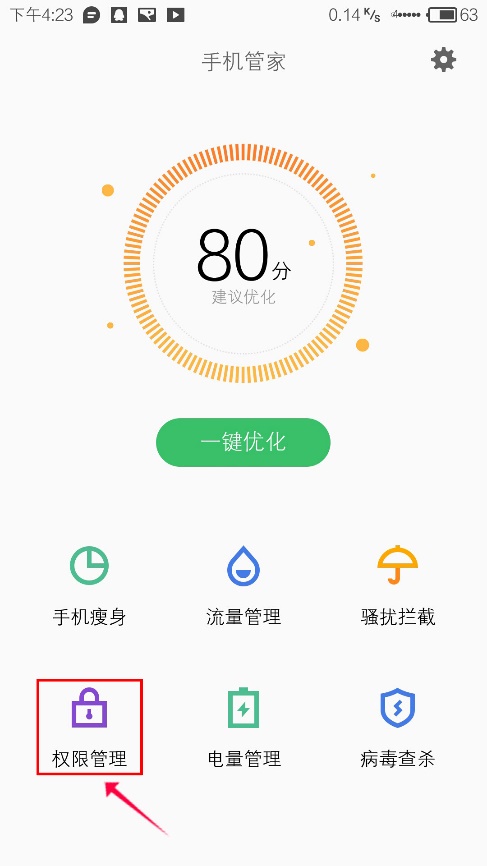 下午4:23
0.14 K/s
63
手机管家
80分
建议优化
一键优化
手机瘦身
流量管理
骚扰拦截
权限管理
电量管理
病毒查杀